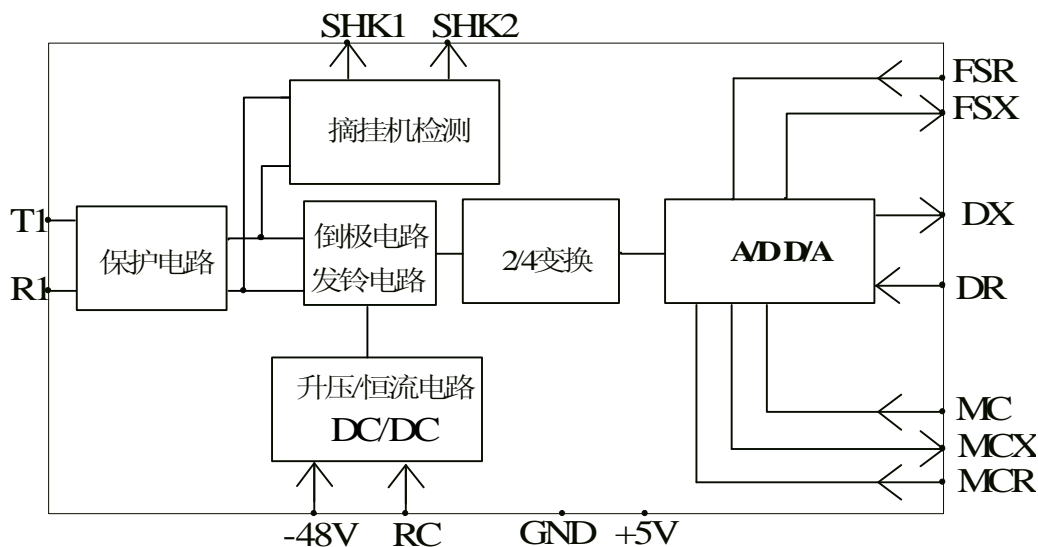 SHK1 SHK2
FSR
FSX
摘挂机检测
T1
R1
保护电路
倒极电路
发铃电路
2/4变换
A/D D/A
DX
DR
升压/恒流电路
DC/DC
MC
MCX
MCR
-48V RC GND +5V